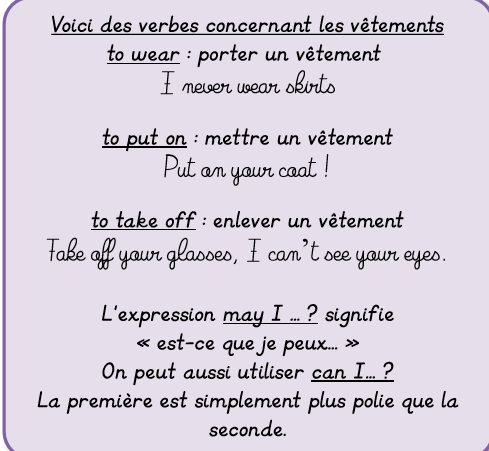 Voici des verbes concernant les vêtements
to wear : porter un vêtement
I never wear skirts
to put on : mettre un vêtement
Put on your coat !
to take off : enlever un vêtement
Take off your glasses, I can't see your eyes.
L'expression may I ... ? signifie
« est-ce que je peux... »
On peut aussi utiliser can I... ?
La première est simplement plus polie que la
seconde.